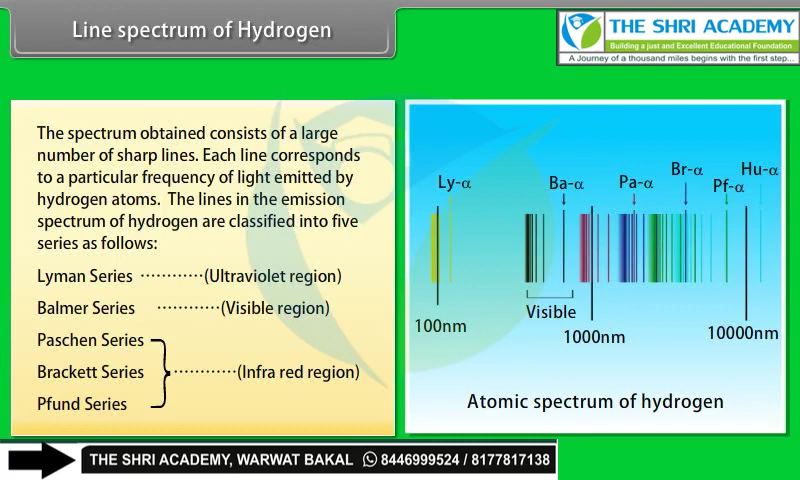 Line spectrum of Hydrogen
THE SHRI ACADEMY
Building a just and Excellent Educational Foundation
A Journey of a thousand miles begins with the first step...
The spectrum obtained consists of a large
number of sharp lines. Each line corresponds
to a particular frequency of light emitted by
hydrogen atoms. The lines in the emission
spectrum of hydrogen are classified into five
series as follows:
Lyman Series ............(Ultraviolet region)
Balmer Series ............(Visible region)
Paschen Series
Brackett Series ............(Infra red region)
Pfund Series
Ly-α
Ba-α
Pa-α
Br-α
Pf-α
Hu-α
Visible
100nm
1000nm
10000nm
Atomic spectrum of hydrogen
THE SHRI ACADEMY, WARWAT BAKAL 8446999524 / 8177817138